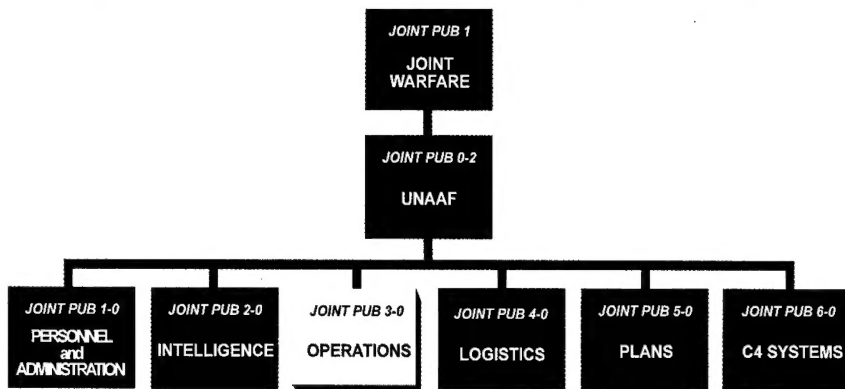 JOINT PUB 1
JOINT
WARFARE
JOINT PUB 0-2
UNAAF
JOINT PUB 1-0
PERSONNEL
and
ADMINISTRATION
JOINT PUB 2-0
INTELLIGENCE
JOINT PUB 3-0
OPERATIONS
JOINT PUB 4-0
LOGISTICS
JOINT PUB 5-0
PLANS
JOINT PUB 6-0
C4 SYSTEMS